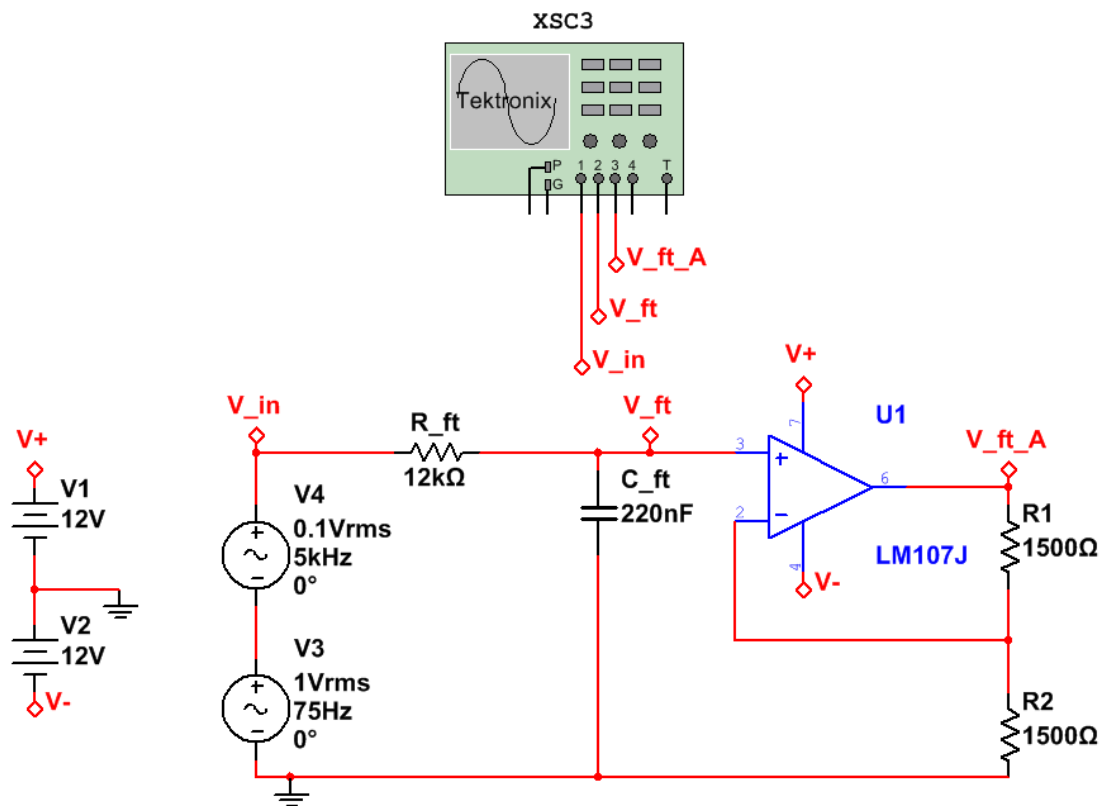 XSC3
Tektronix
P
G
1 2 3 4 T
V_ft_A
V_ft
V_in
V+
V1
12V
V2
12V
V-
V_in
R_ft
12kΩ
V4
0.1Vrms
5kHz
0°
V3
1Vrms
75Hz
0°
V_ft
C_ft
220nF
V+
7
U1
3
+
2
−
6
4
LM107J
V-
V_ft_A
R1
1500Ω
R2
1500Ω